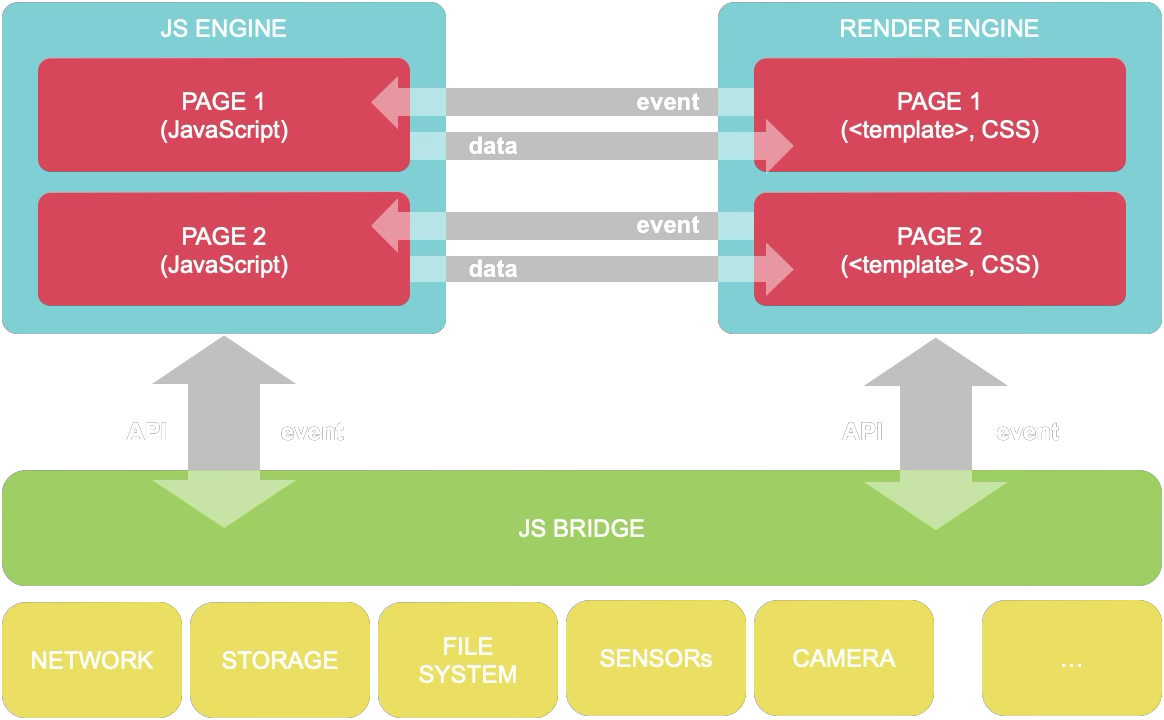 JS ENGINE
RENDER ENGINE
PAGE 1
(JavaScript)
event
data
PAGE 1
(<template>, CSS)
PAGE 2
(JavaScript)
event
data
PAGE 2
(<template>, CSS)
API
event
API
event
JS BRIDGE
NETWORK
STORAGE
FILE
SYSTEM
SENSORs
CAMERA
...